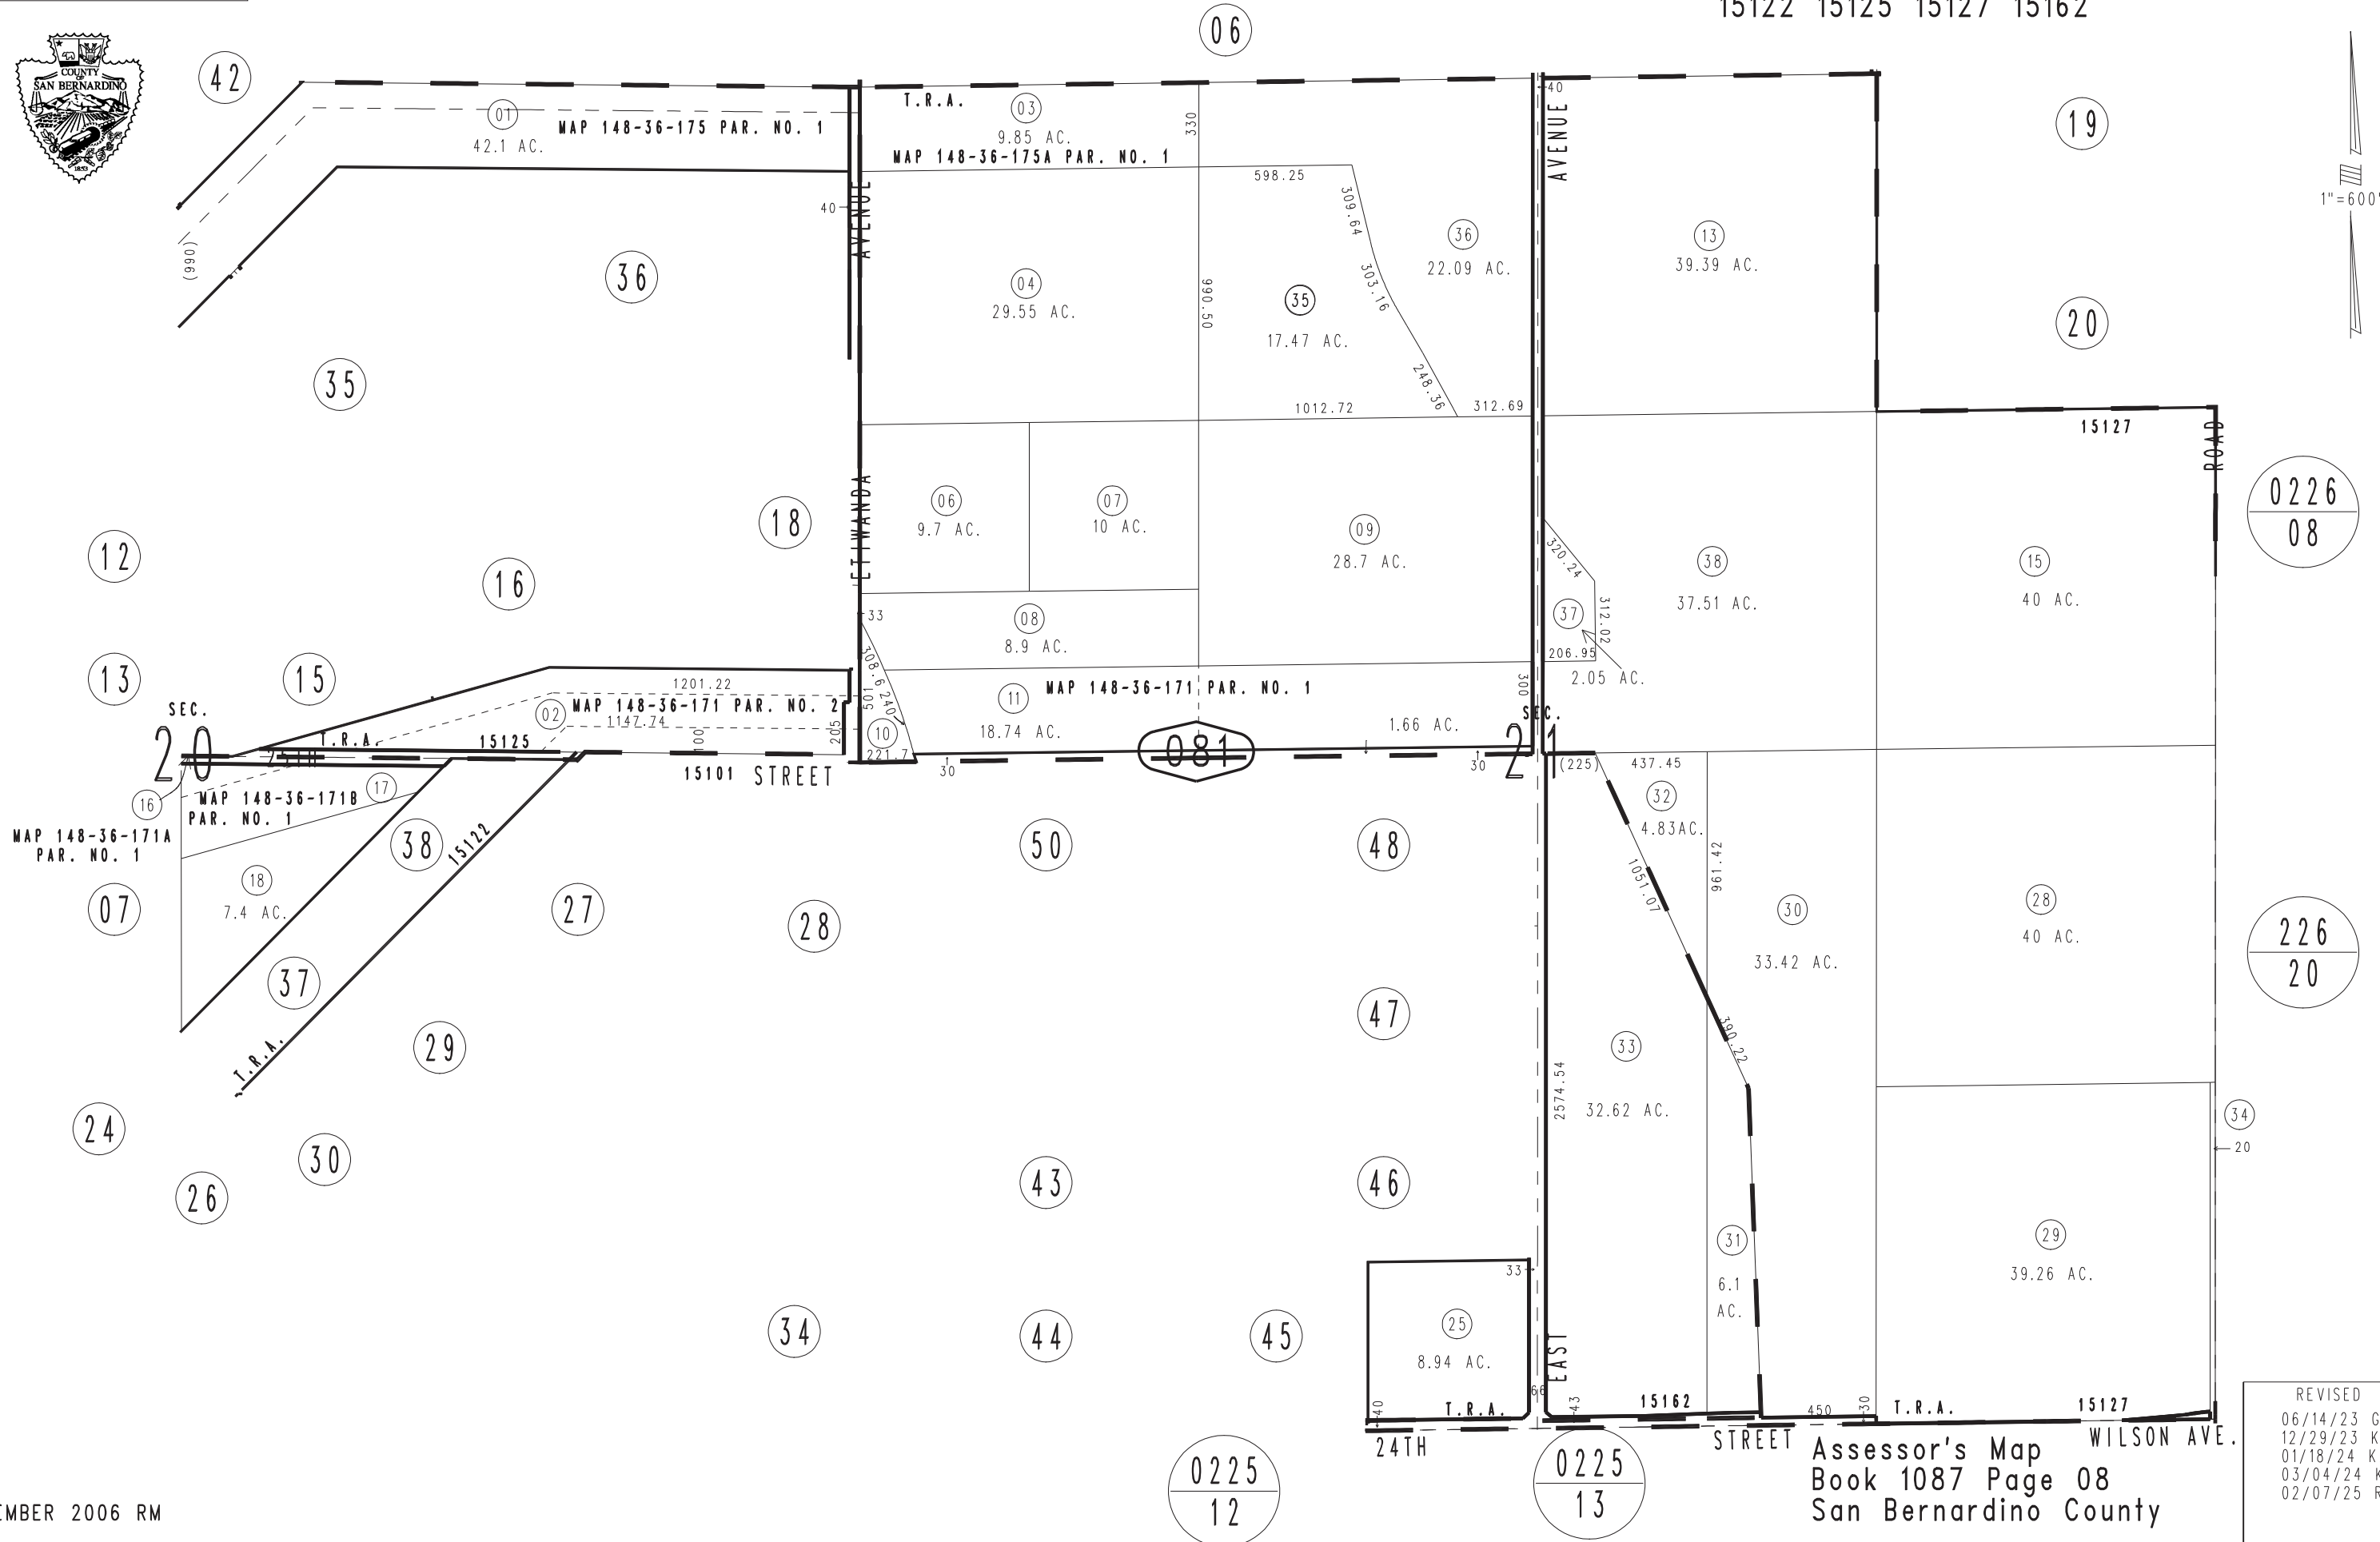 15122 15125 15127 15162
06
42
COUNTY
OF
SAN BERNARDINO
1853
01
42.1 AC.
MAP 148-36-175 PAR. NO. 1
T.R.A.
03
9.85 AC.
MAP 148-36-175A PAR. NO. 1
330
40
AVENUE
19
1"=600'
598.25
309.64
40
AVENUE
(990)
36
04
29.55 AC.
990.50
35
17.47 AC.
303.16
36
22.09 AC.
13
39.39 AC.
20
35
248.36
1012.72
312.69
15127
ROAD
0226
08
18
ETIWANDA
06
9.7 AC.
07
10 AC.
09
28.7 AC.
320.24
38
37.51 AC.
15
40 AC.
12
16
33
08
8.9 AC.
37
312.02
206.95
2.05 AC.
13
15
308.6
240
1201.22
MAP 148-36-171 PAR. NO. 2
02
1147.74
501
205
100
10
221.7
11
18.74 AC.
MAP 148-36-171 PAR. NO. 1
300
1.66 AC.
SEC.
20
T.R.A.
15125
25TH
15101
STREET
30
081
30
SEC.
21
(225)
437.45
16
MAP 148-36-171B
PAR. NO. 1
17
MAP 148-36-171A
PAR. NO. 1
38
15122
50
48
32
4.83AC.
1051.07
961.42
18
7.4 AC.
07
27
28
30
33.42 AC.
28
40 AC.
226
20
37
T.R.A.
29
47
390.22
33
32.62 AC.
2574.54
34
20
24
30
26
43
46
31
6.1
AC.
29
39.26 AC.
33
34
44
45
25
8.94 AC.
EAST
66
43
40
T.R.A.
15162
450
30
T.R.A.
15127
24TH
STREET
WILSON AVE.
0225
12
0225
13
Assessor's Map
Book 1087 Page 08
San Bernardino County
REVISED
06/14/23 G
12/29/23 K
01/18/24 K
03/04/24 K
02/07/25 R
EMBER 2006 RM